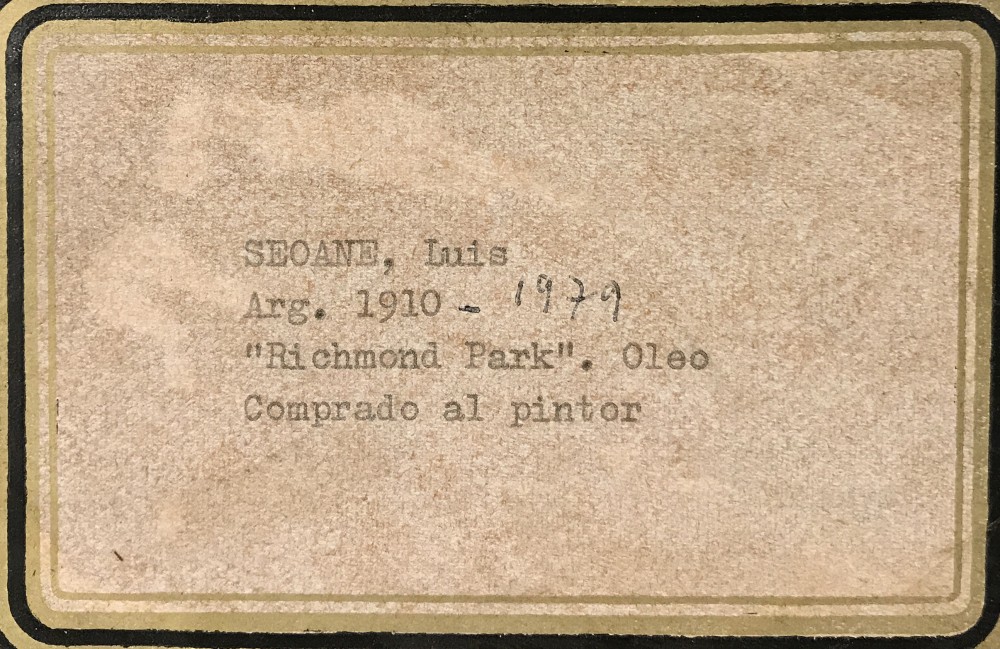 SEOANE, Luis
Arg. 1910 - 1979
"Richmond Park". Oleo
Comprado al pintor